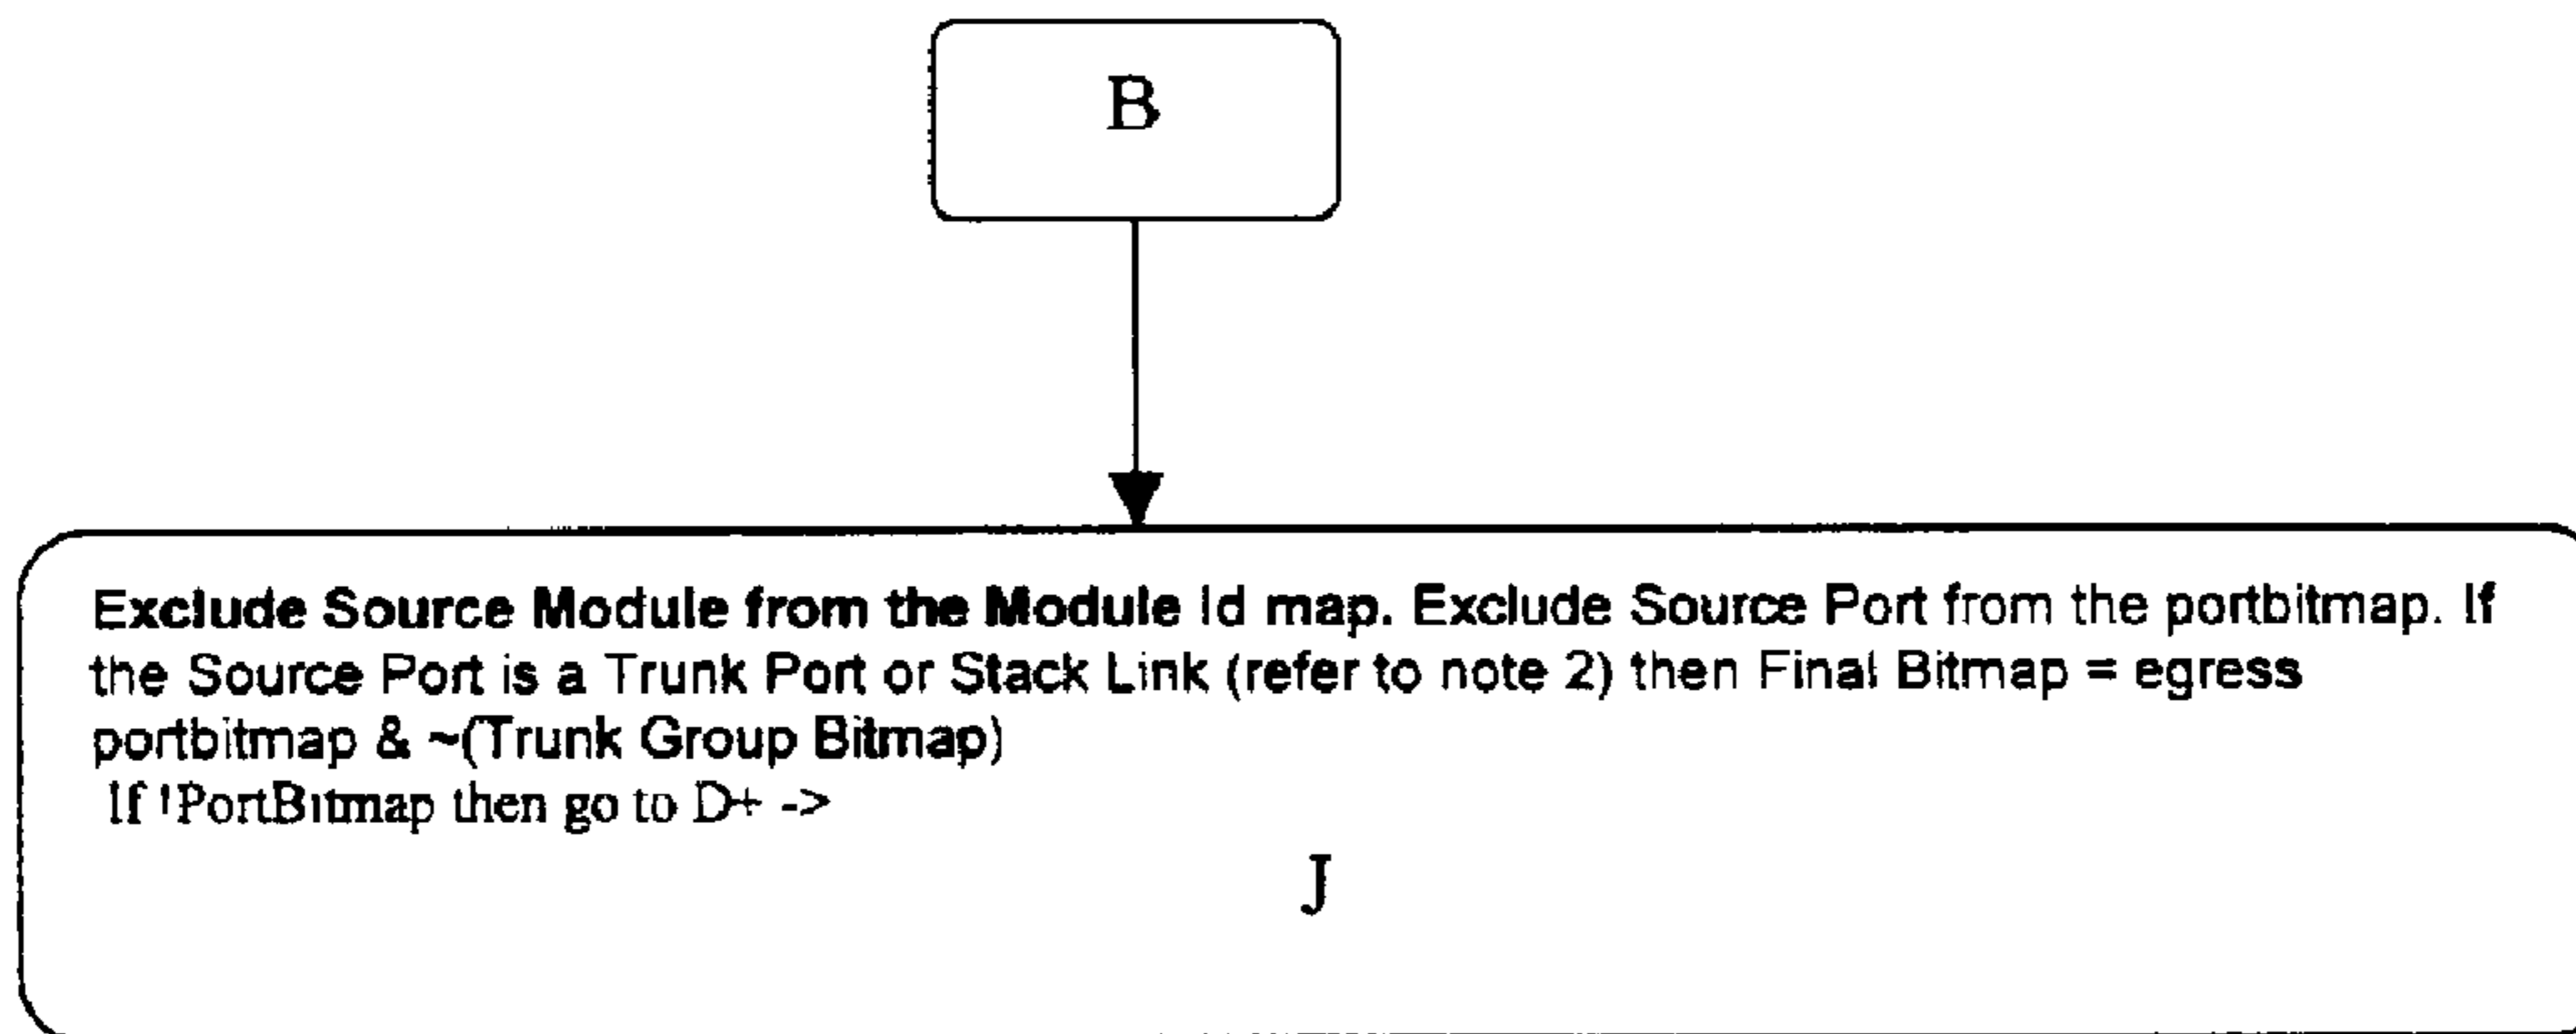 B
Exclude Source Module from the Module Id map. Exclude Source Port from the portbitmap. If
the Source Port is a Trunk Port or Stack Link (refer to note 2) then Final Bitmap = egress
portbitmap & ~(Trunk Group Bitmap)
If !PortBitmap then go to D+ ->
J